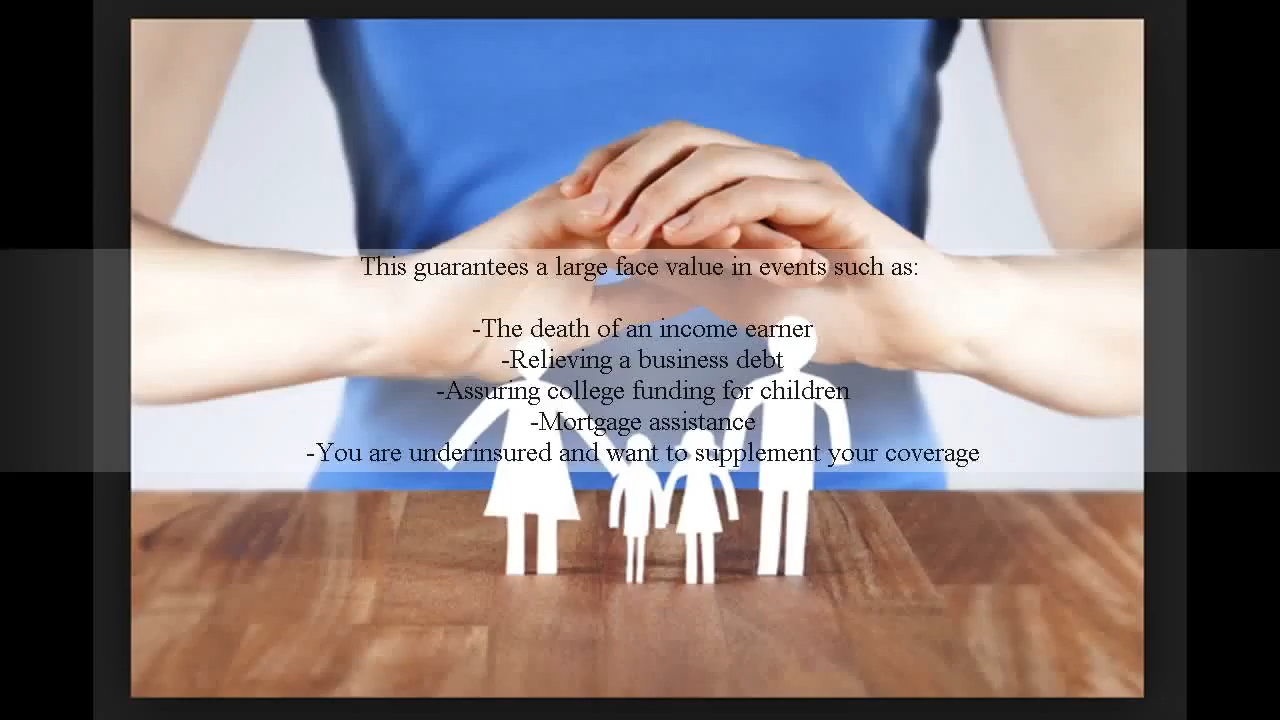 This guarantees a large face value in events such as:
-The death of an income earner
-Relieving a business debt
-Assuring college funding for children
-Mortgage assistance
-You are underinsured and want to supplement your coverage